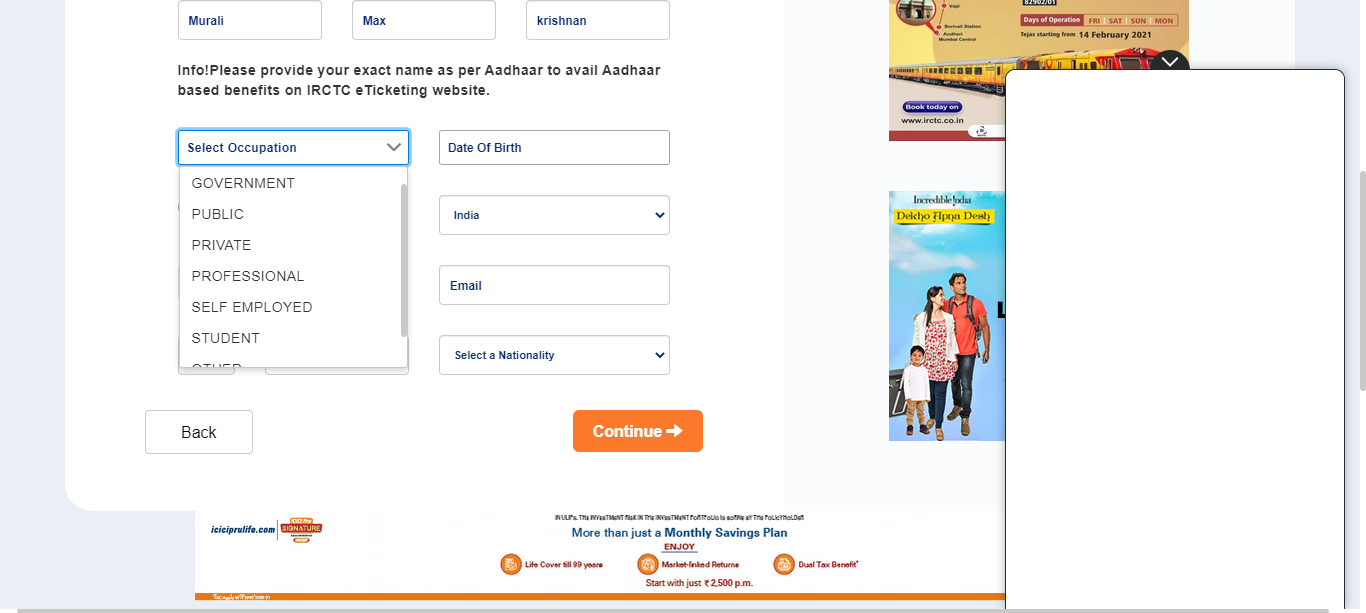 Murali
Max
krishnan
Info!Please provide your exact name as per Aadhaar to avail Aadhaar
based benefits on IRCTC eTicketing website.
Select Occupation
Date Of Birth
GOVERNMENT
PUBLIC
PRIVATE
PROFESSIONAL
SELF EMPLOYED
STUDENT
OTHER
India
Email
Select a Nationality
Back
Continue
Vapi
Borivali Station
Andheri
Mumbai Central
82902/01
Days of Operation FRI SAT SUN MON
Tejas starting from 14 February 2021
Book today on
www.irctc.co.in
Incredible India
Dekho Apna Desh
L
iciciprulife.com
ICICI Pru
SIGNATURE
IN ULIPs, THE INVESTMENT RISK IN THE INVESTMENT PORTFOLIO IS BORNE BY THE POLICYHOLDER
More than just a Monthly Savings Plan
ENJOY
Life Cover till 99 years
Market-linked Returns
Dual Tax Benefit*
Start with just ₹ 2,500 p.m.